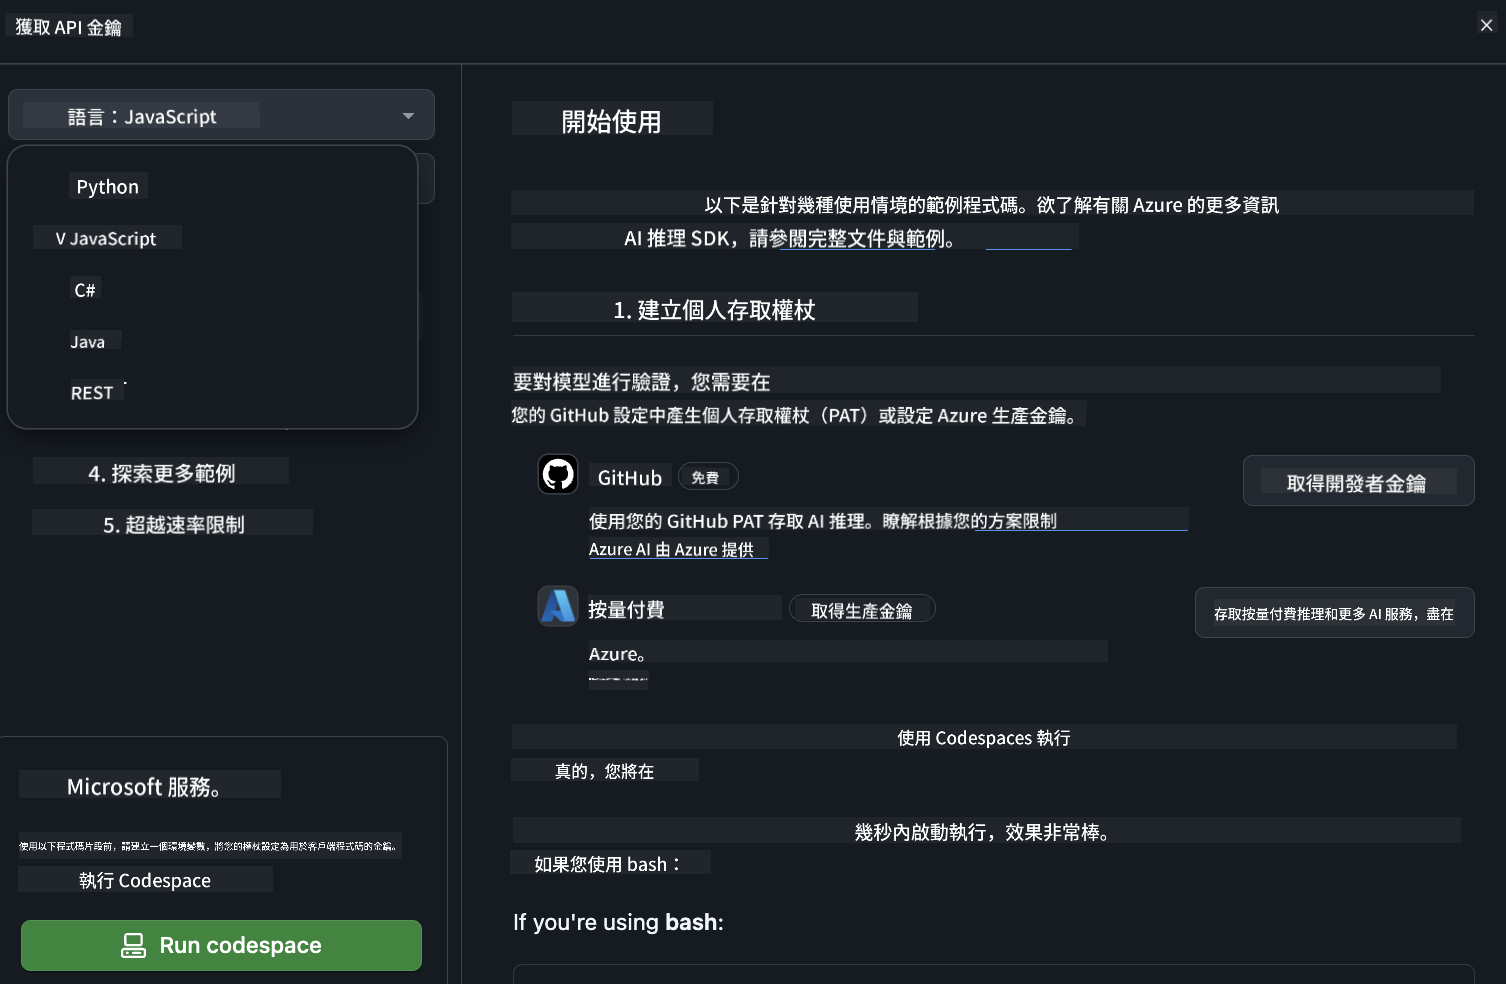 獲取 API 金鑰
語言：JavaScript
Python
V JavaScript
C#
Java
REST
4. 探索更多範例
5. 超越速率限制
Microsoft 服務。
使用以下程式碼片段前，請建立一個環境變數，將您的權杖設定為用於客戶端程式碼的金鑰。
執行 Codespace
Run codespace
開始使用
以下是針對幾種使用情境的範例程式碼。欲了解有關 Azure 的更多資訊
AI 推理 SDK，請參閱完整文件與範例。
1. 建立個人存取權杖
要對模型進行驗證，您需要在
您的 GitHub 設定中產生個人存取權杖（PAT）或設定 Azure 生產金鑰。
GitHub 免費
取得開發者金鑰
使用您的 GitHub PAT 存取 AI 推理。瞭解根據您的方案限制
Azure AI 由 Azure 提供
按量付費 取得生產金鑰
存取按量付費推理和更多 AI 服務，盡在
Azure。
使用 Codespaces 執行
真的，您將在
幾秒內啟動執行，效果非常棒。
如果您使用 bash：
If you're using bash: